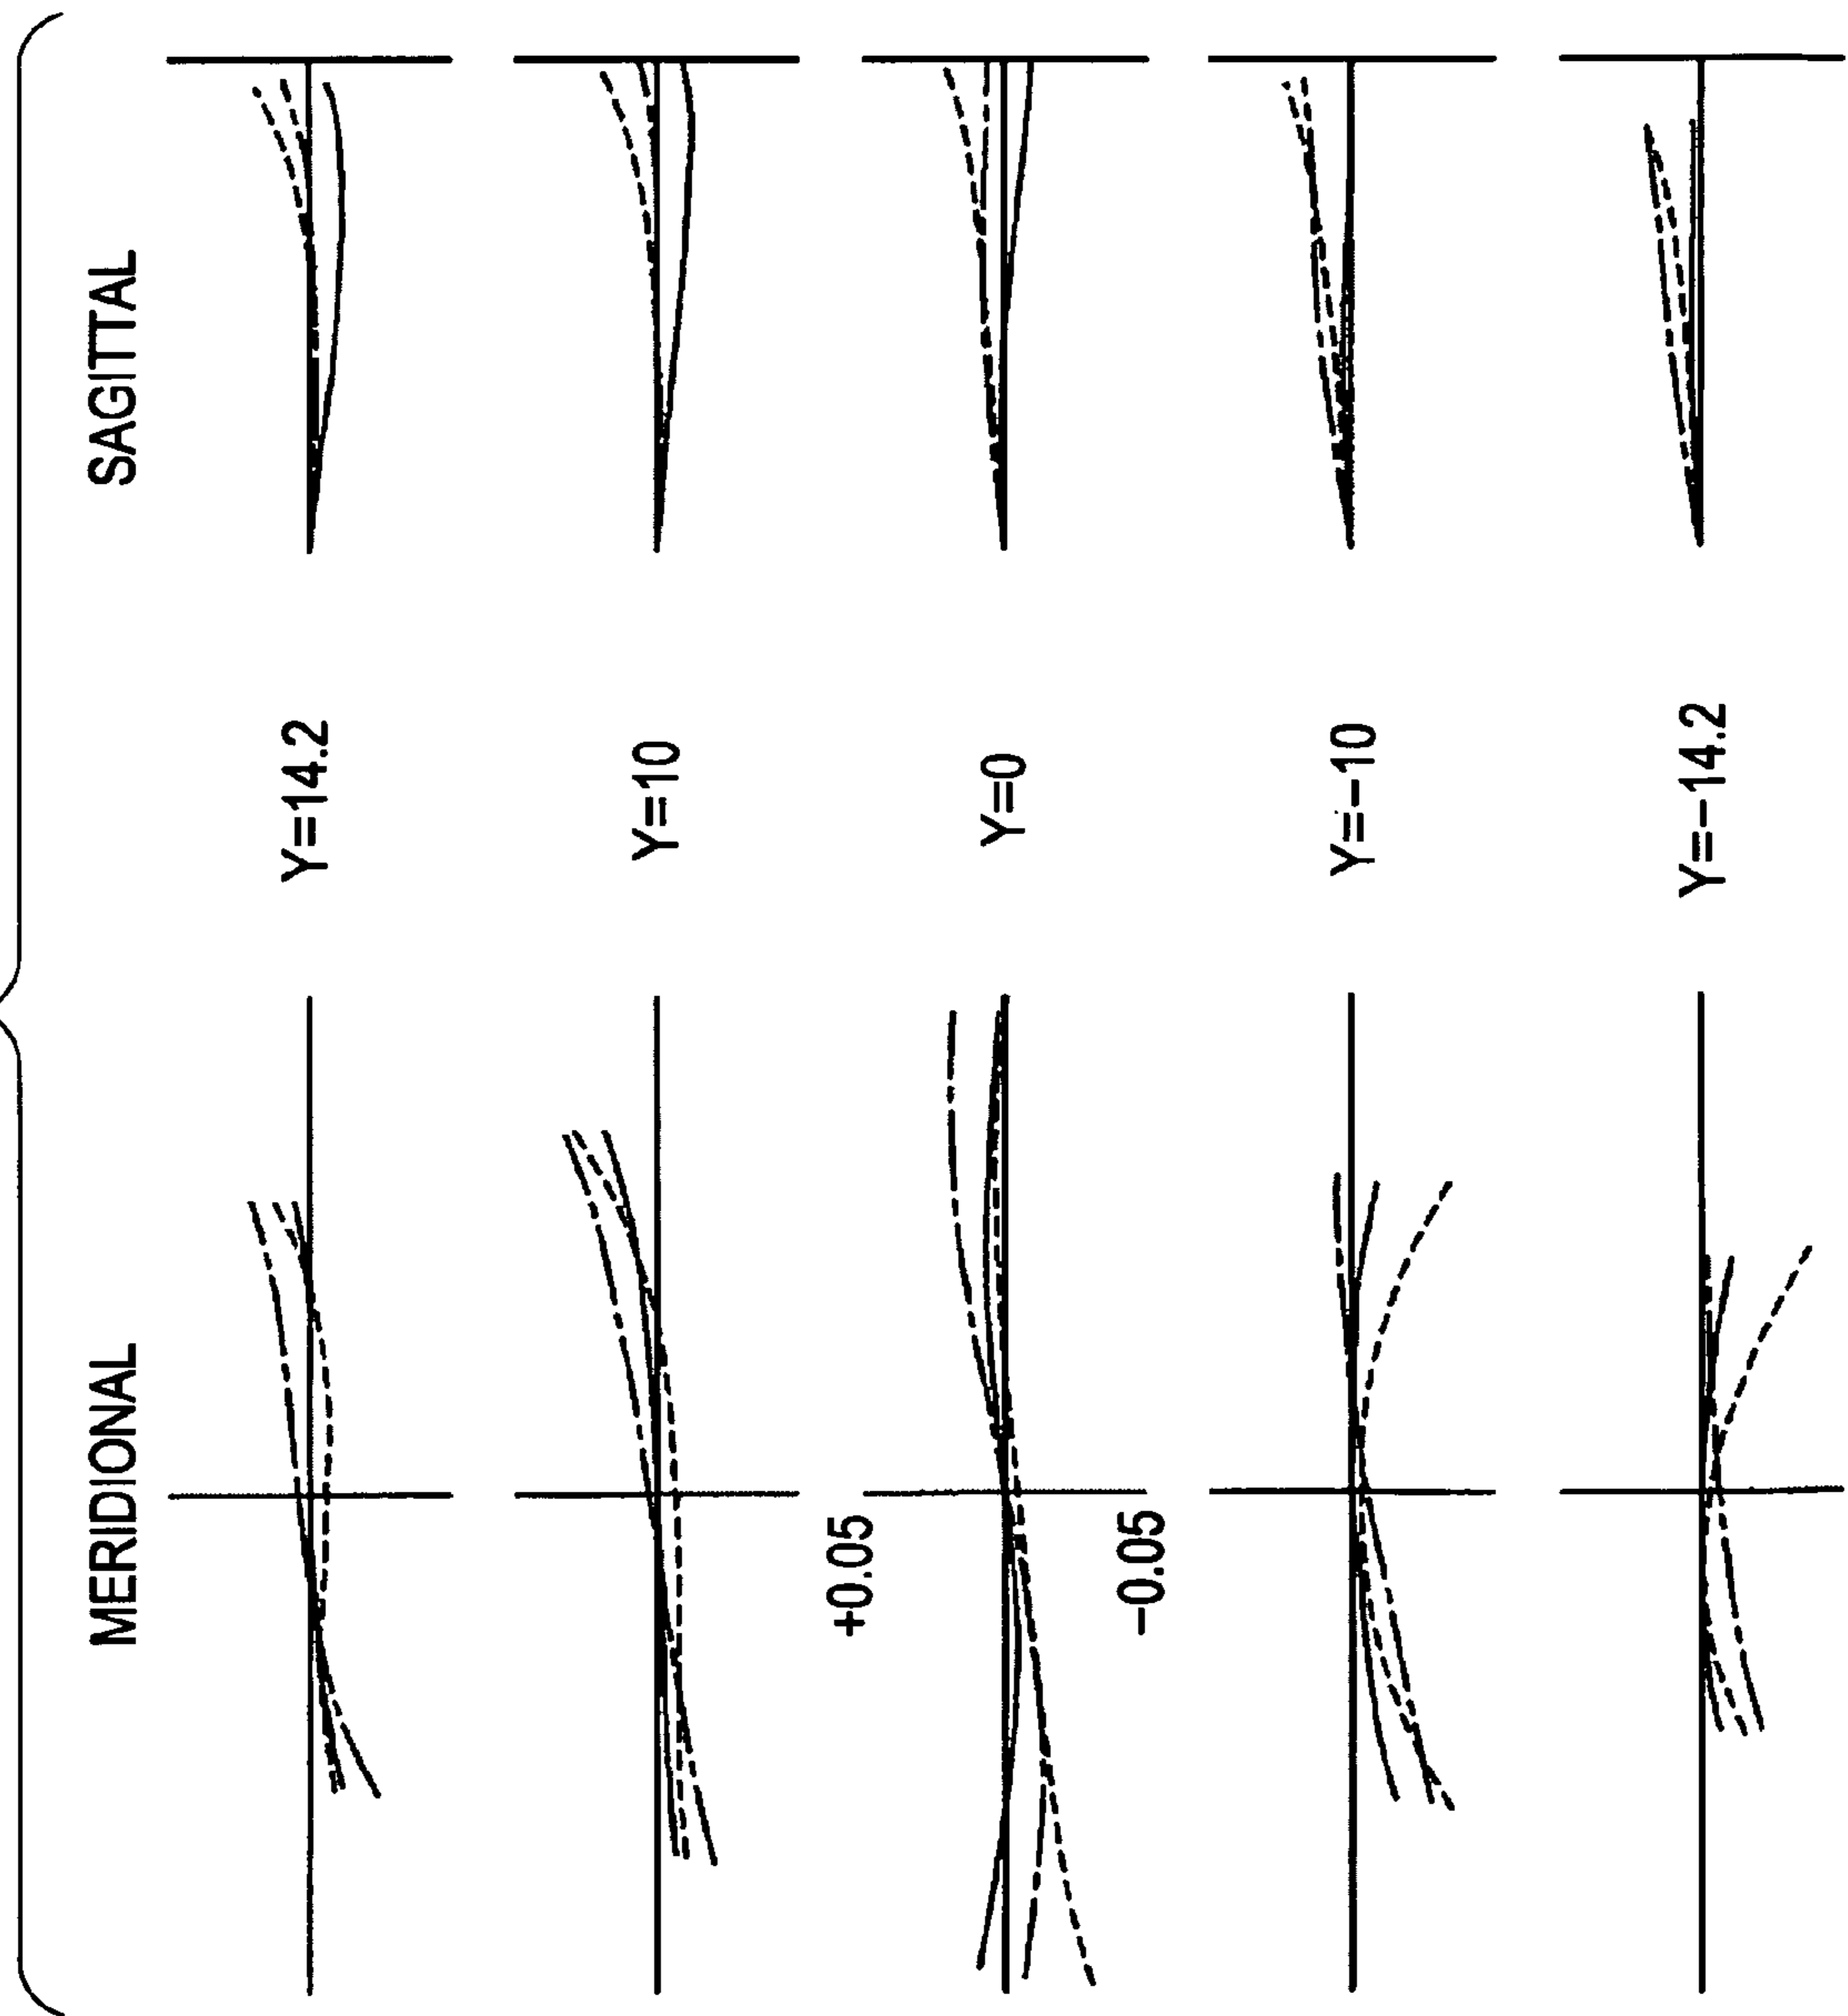 MERIDIONAL
SAGITTAL
Y=14.2
Y=10
+0.05
Y=0
-0.05
Y=-10
Y=-14.2